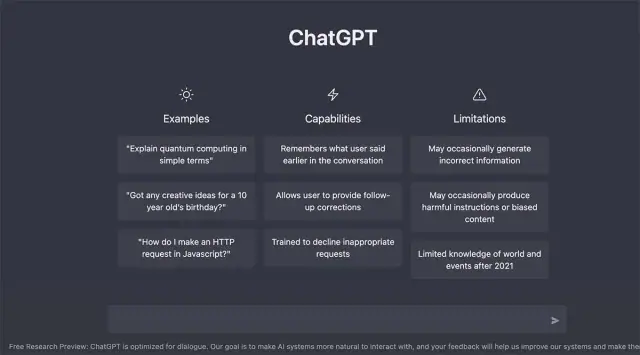 ChatGPT
Examples
"Explain quantum computing in
simple terms"
"Got any creative ideas for a 10
year old's birthday?"
"How do I make an HTTP
request in Javascript?"
Capabilities
Remembers what user said
earlier in the conversation
Allows user to provide follow-
up corrections
Trained to decline inappropriate
requests
Limitations
May occasionally generate
incorrect information
May occasionally produce
harmful instructions or biased
content
Limited knowledge of world and
events after 2021
Free Research Preview: ChatGPT is optimized for dialogue. Our goal is to make AI systems more natural to interact with, and your feedback will help us improve our systems and make the